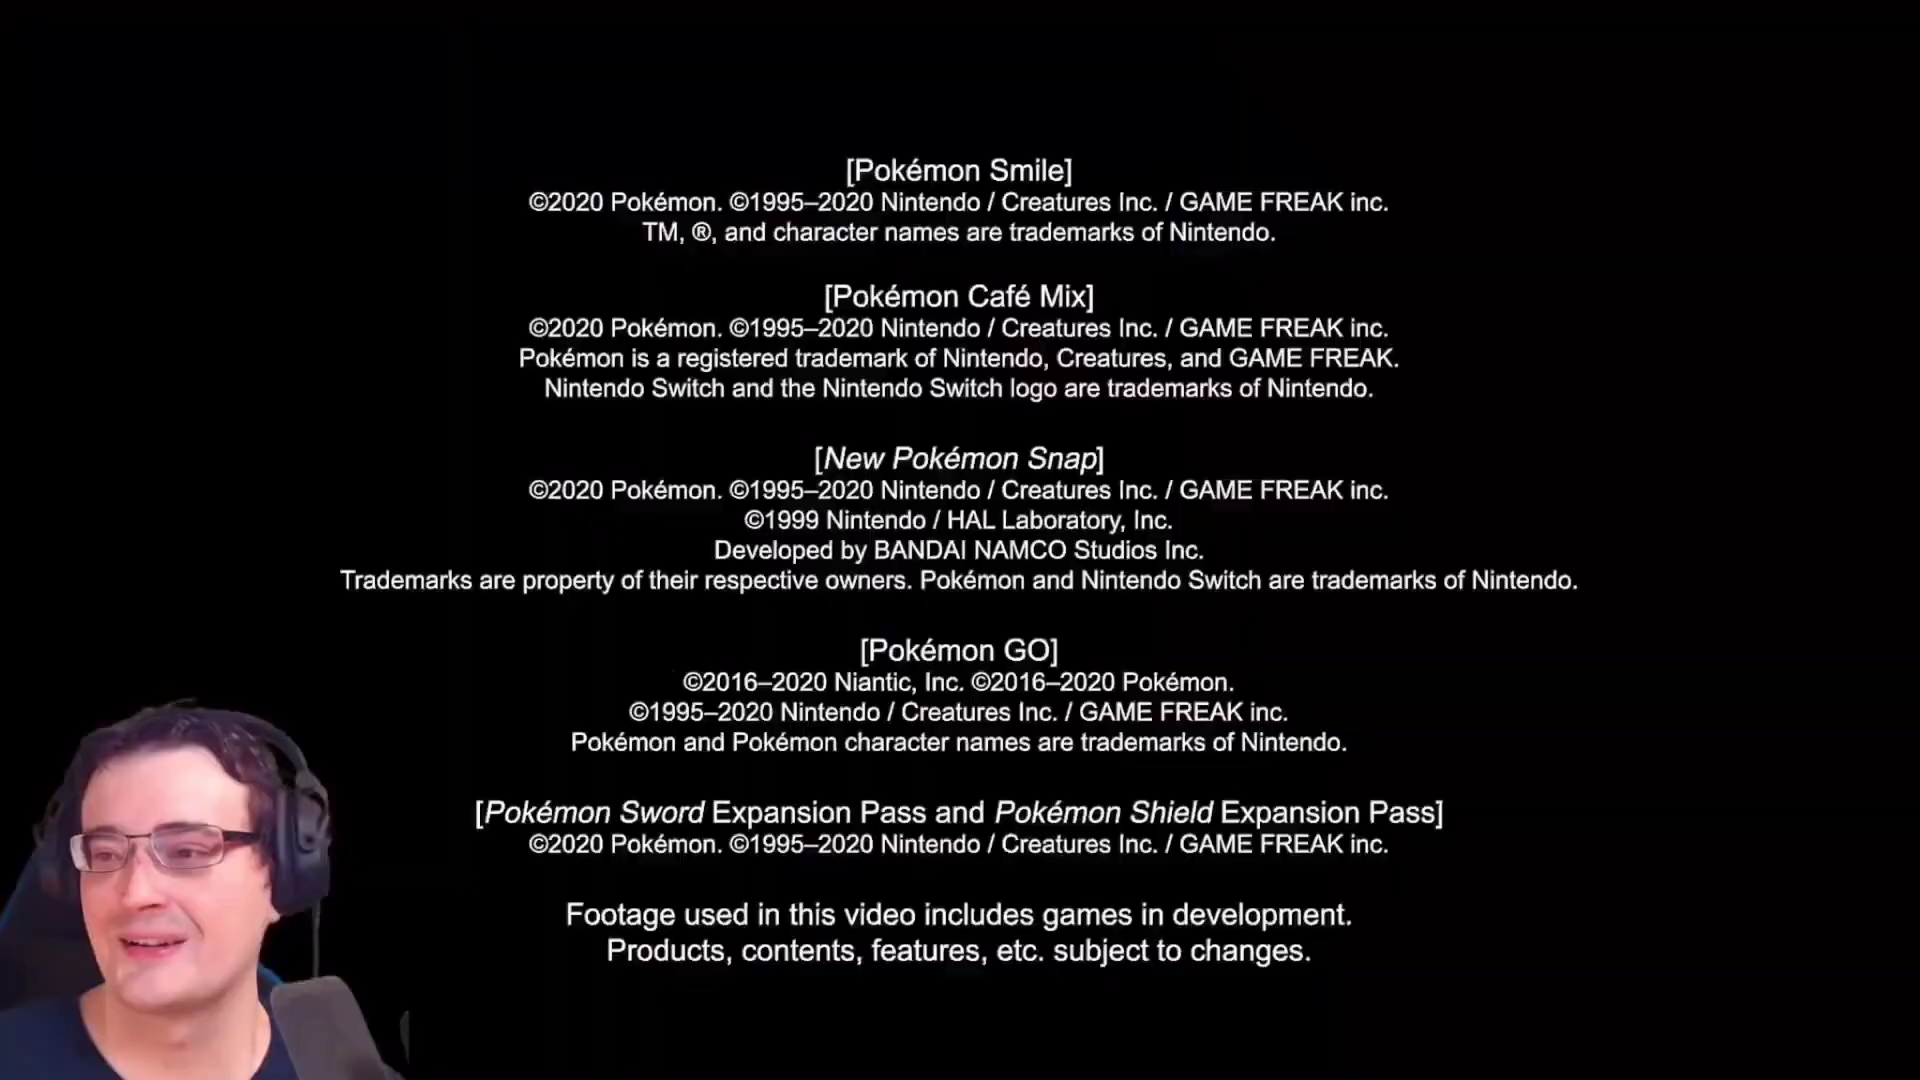 [Pokémon Smile]
©2020 Pokémon. ©1995–2020 Nintendo / Creatures Inc. / GAME FREAK inc.
TM, ®, and character names are trademarks of Nintendo.
[Pokémon Café Mix]
©2020 Pokémon. ©1995–2020 Nintendo / Creatures Inc. / GAME FREAK inc.
Pokémon is a registered trademark of Nintendo, Creatures, and GAME FREAK.
Nintendo Switch and the Nintendo Switch logo are trademarks of Nintendo.
[New Pokémon Snap]
©2020 Pokémon. ©1995–2020 Nintendo / Creatures Inc. / GAME FREAK inc.
©1999 Nintendo / HAL Laboratory, Inc.
Developed by BANDAI NAMCO Studios Inc.
Trademarks are property of their respective owners. Pokémon and Nintendo Switch are trademarks of Nintendo.
[Pokémon GO]
©2016–2020 Niantic, Inc. ©2016–2020 Pokémon.
©1995–2020 Nintendo / Creatures Inc. / GAME FREAK inc.
Pokémon and Pokémon character names are trademarks of Nintendo.
[Pokémon Sword Expansion Pass and Pokémon Shield Expansion Pass]
©2020 Pokémon. ©1995–2020 Nintendo / Creatures Inc. / GAME FREAK inc.
Footage used in this video includes games in development.
Products, contents, features, etc. subject to changes.